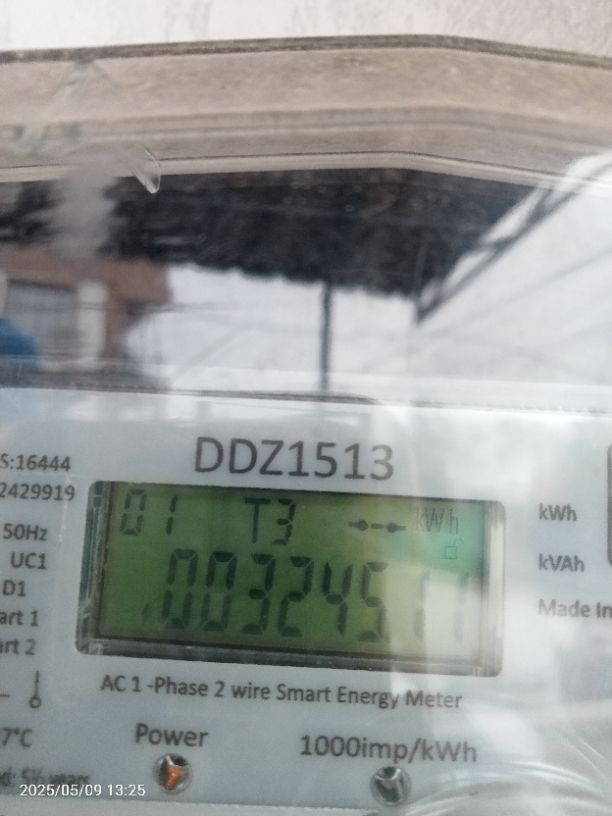 DDZ1513
S:16444
2429919
50Hz
UC1
D1
art 1
art 2
7°C
01 T3 kWh
003245.11
kWh
kVAh
Made In
AC 1 -Phase 2 wire Smart Energy Meter
Power
1000imp/kWh
2025/05/09 13:25